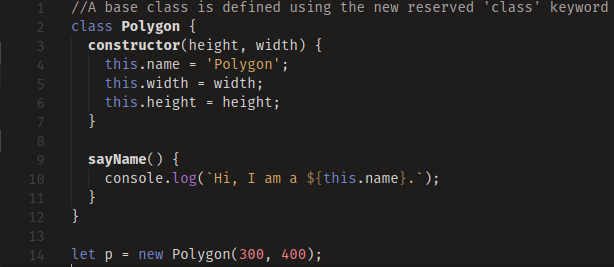 1 //A base class is defined using the new reserved 'class' keyword
2 class Polygon {
3   constructor(height, width) {
4     this.name = 'Polygon';
5     this.width = width;
6     this.height = height;
7   }
8
9   sayName() {
10     console.log(`Hi, I am a ${this.name}.`);
11   }
12 }
13
14 let p = new Polygon(300, 400);